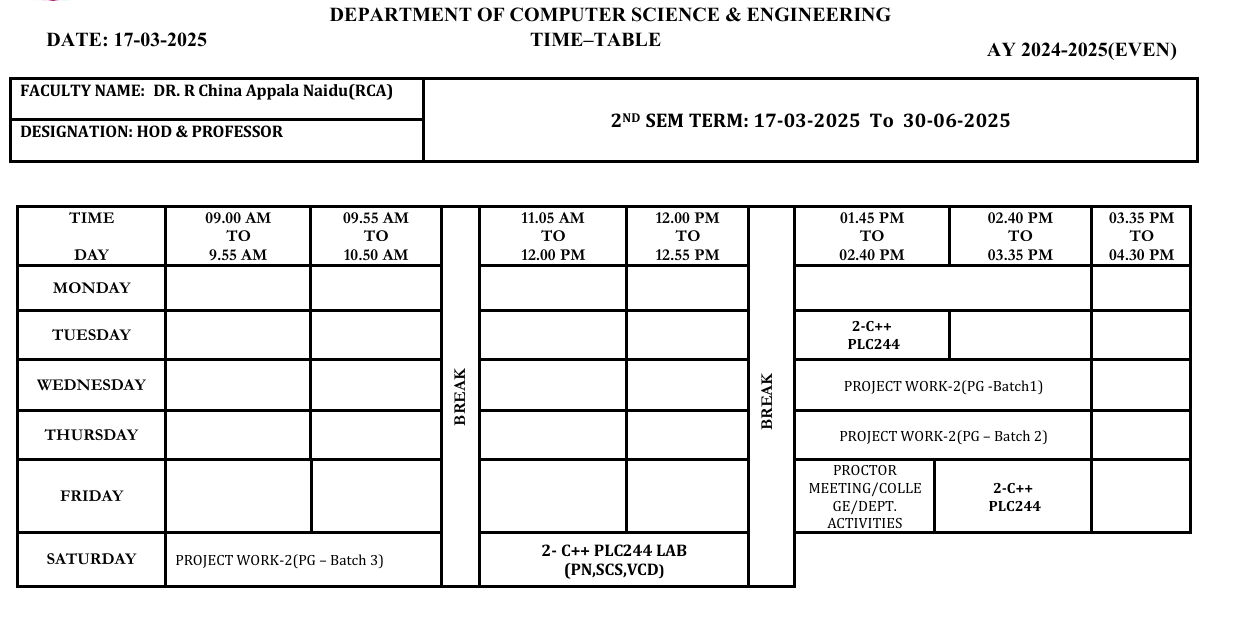 DEPARTMENT OF COMPUTER SCIENCE & ENGINEERING
DATE: 17-03-2025
TIME–TABLE
AY 2024-2025(EVEN)
FACULTY NAME: DR. R China Appala Naidu(RCA)
DESIGNATION: HOD & PROFESSOR
2ND SEM TERM: 17-03-2025 To 30-06-2025
TIME
DAY
09.00 AM
TO
9.55 AM
09.55 AM
TO
10.50 AM
BREAK
11.05 AM
TO
12.00 PM
12.00 PM
TO
12.55 PM
BREAK
01.45 PM
TO
02.40 PM
02.40 PM
TO
03.35 PM
03.35 PM
TO
04.30 PM
MONDAY
TUESDAY
2-C++
PLC244
WEDNESDAY
PROJECT WORK-2(PG -Batch1)
THURSDAY
PROJECT WORK-2(PG – Batch 2)
FRIDAY
PROCTOR
MEETING/COLLE
GE/DEPT.
ACTIVITIES
2-C++
PLC244
SATURDAY
PROJECT WORK-2(PG – Batch 3)
2- C++ PLC244 LAB
(PN,SCS,VCD)